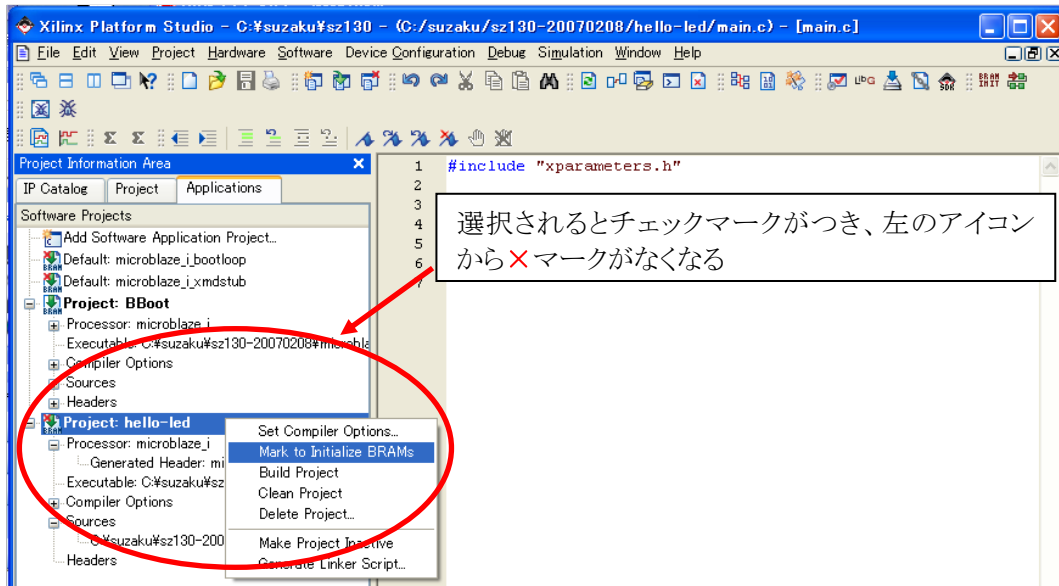 Xilinx Platform Studio - C:¥suzaku¥sz130 - (C:/suzaku/sz130-20070208/hello-led/main.c) - [main.c]
File Edit View Project Hardware Software Device Configuration Debug Simulation Window Help
Project Information Area
IP Catalog Project Applications
Software Projects
Add Software Application Project...
Default: microblaze_i_bootloop
Default: microblaze_i_xmdstub
Project: BBoot
Processor: microblaze_i
Executable: C:¥suzaku¥sz130-20070208¥microbla
Compiler Options
Sources
Headers
Project: hello-led
Processor: microblaze_i
Generated Header: mi
Executable: C:¥suzaku¥sz
Compiler Options
Sources
C:¥suzaku¥sz130-200
Headers
Set Compiler Options...
Mark to Initialize BRAMs
Build Project
Clean Project
Delete Project...
Make Project Inactive
Generate Linker Script...
1 #include "xparameters.h"
2
3
4
5
6
7
選択されるとチェックマークがつき、左のアイコン
から×マークがなくなる